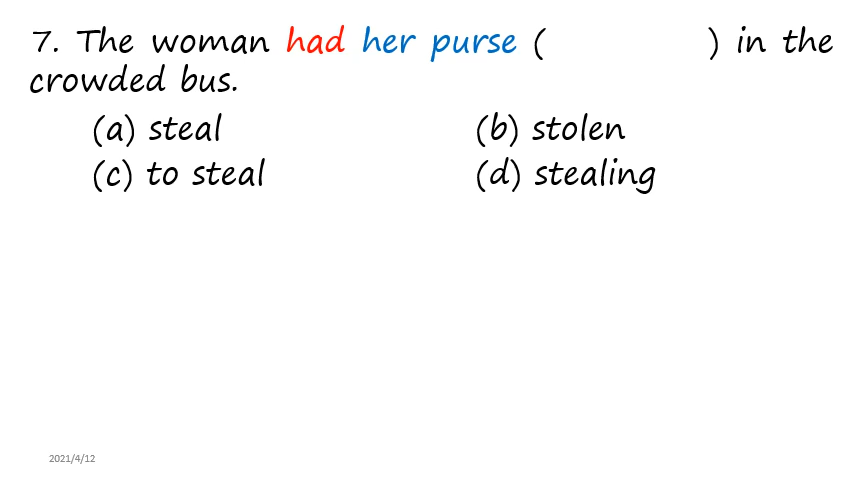 7. The woman had her purse (               ) in the
crowded bus.
(a) steal (b) stolen
(c) to steal (d) stealing
2021/4/12